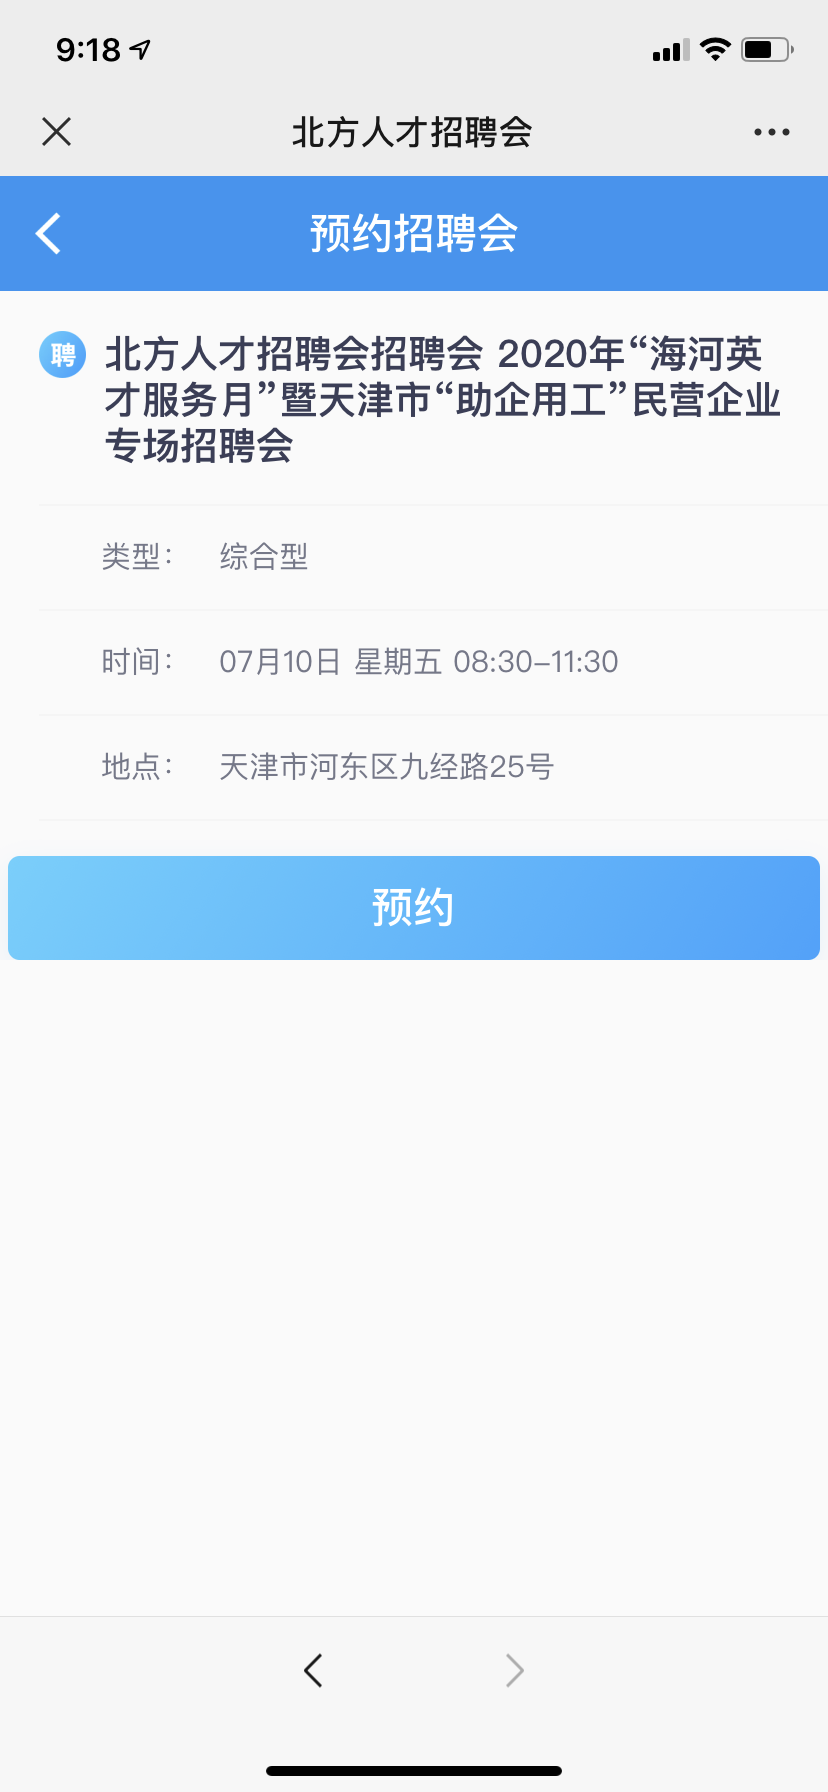 9:18
北方人才招聘会
预约招聘会
聘
北方人才招聘会招聘会 2020年“海河英
才服务月”暨天津市“助企用工”民营企业
专场招聘会
类型： 综合型
时间： 07月10日 星期五 08:30-11:30
地点： 天津市河东区九经路25号
预约